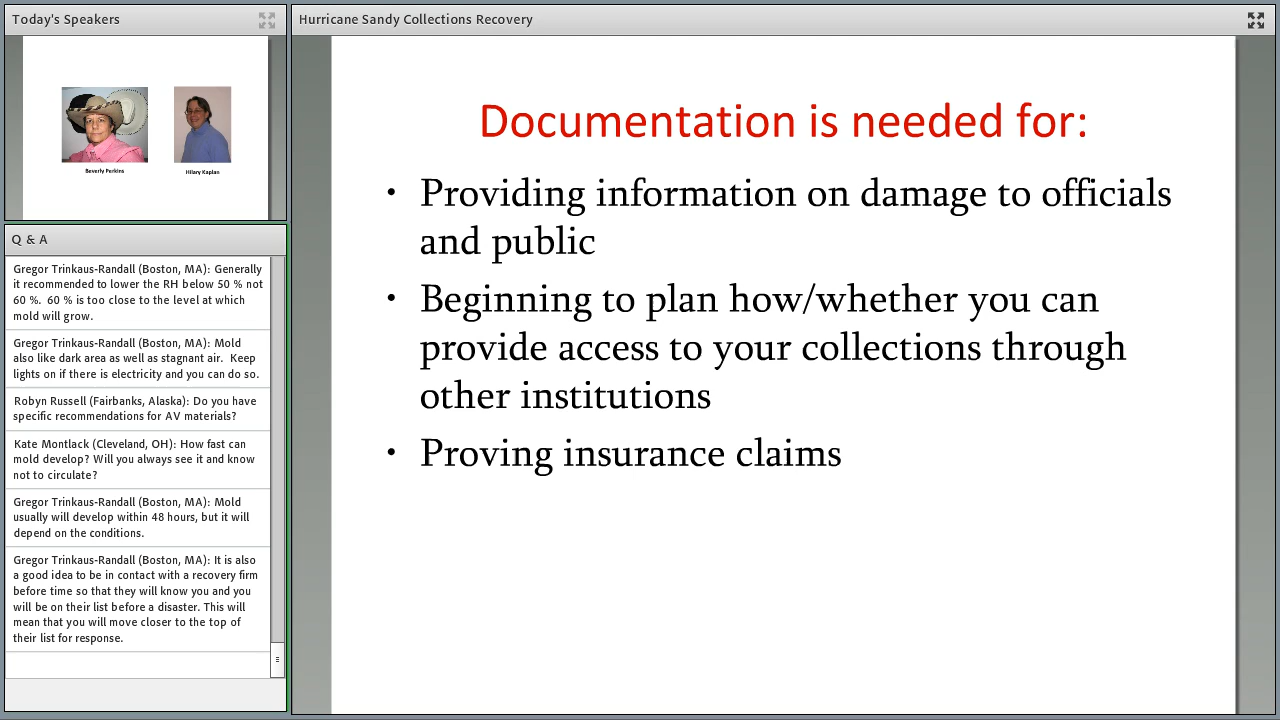 Today's Speakers
Beverly Perkins
Hilary Kaplan
Q & A
Gregor Trinkaus-Randall (Boston, MA): Generally
it recommended to lower the RH below 50 % not
60 %.  60 % is too close to the level at which
mold will grow.
Gregor Trinkaus-Randall (Boston, MA): Mold
also like dark area as well as stagnant air.  Keep
lights on if there is electricity and you can do so.
Robyn Russell (Fairbanks, Alaska): Do you have
specific recommendations for AV materials?
Kate Montlack (Cleveland, OH): How fast can
mold develop? Will you always see it and know
not to circulate?
Gregor Trinkaus-Randall (Boston, MA): Mold
usually will develop within 48 hours, but it will
depend on the conditions.
Gregor Trinkaus-Randall (Boston, MA): It is also
a good idea to be in contact with a recovery firm
before time so that they will know you and you
will be on their list before a disaster. This will
mean that you will move closer to the top of
their list for response.
Hurricane Sandy Collections Recovery
Documentation is needed for:
• Providing information on damage to officials
and public
• Beginning to plan how/whether you can
provide access to your collections through
other institutions
• Proving insurance claims